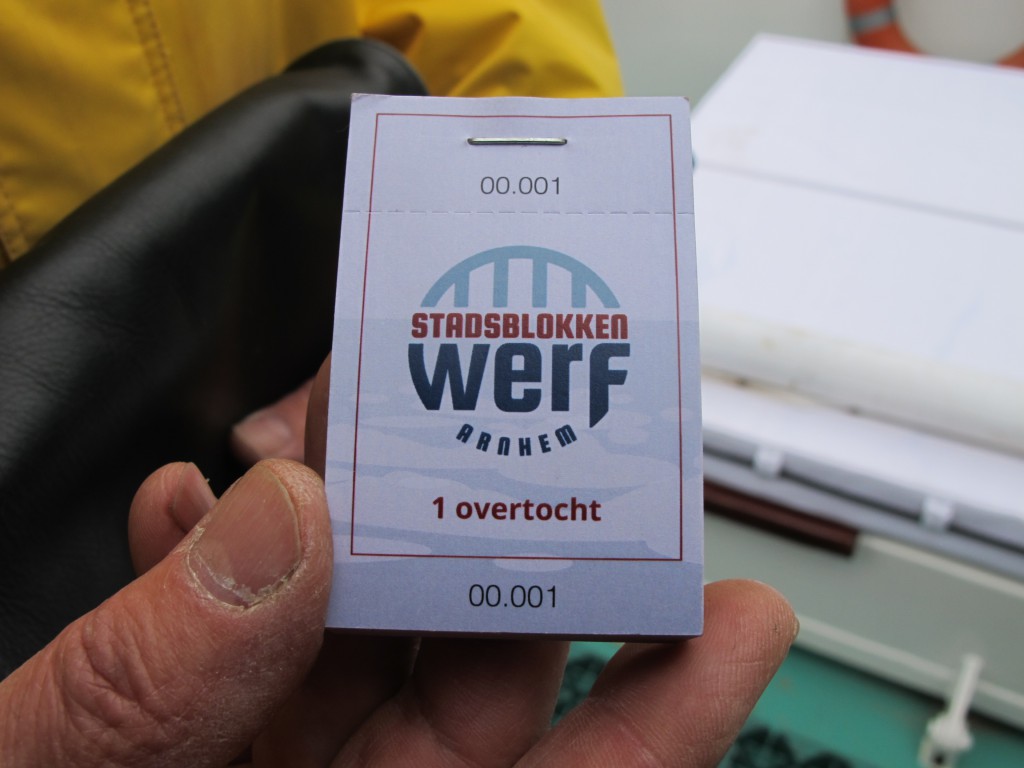 00.001
STADSBLOKKEN
werf
ARNHEM
1 overtocht
00.001